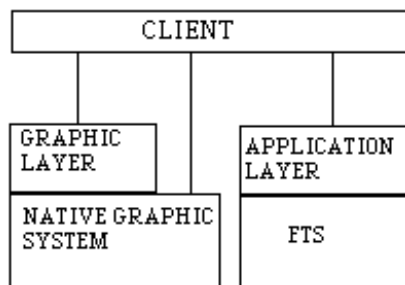 CLIENT
GRAPHIC
LAYER
APPLICATION
LAYER
NATIVE GRAPHIC
SYSTEM
FTS